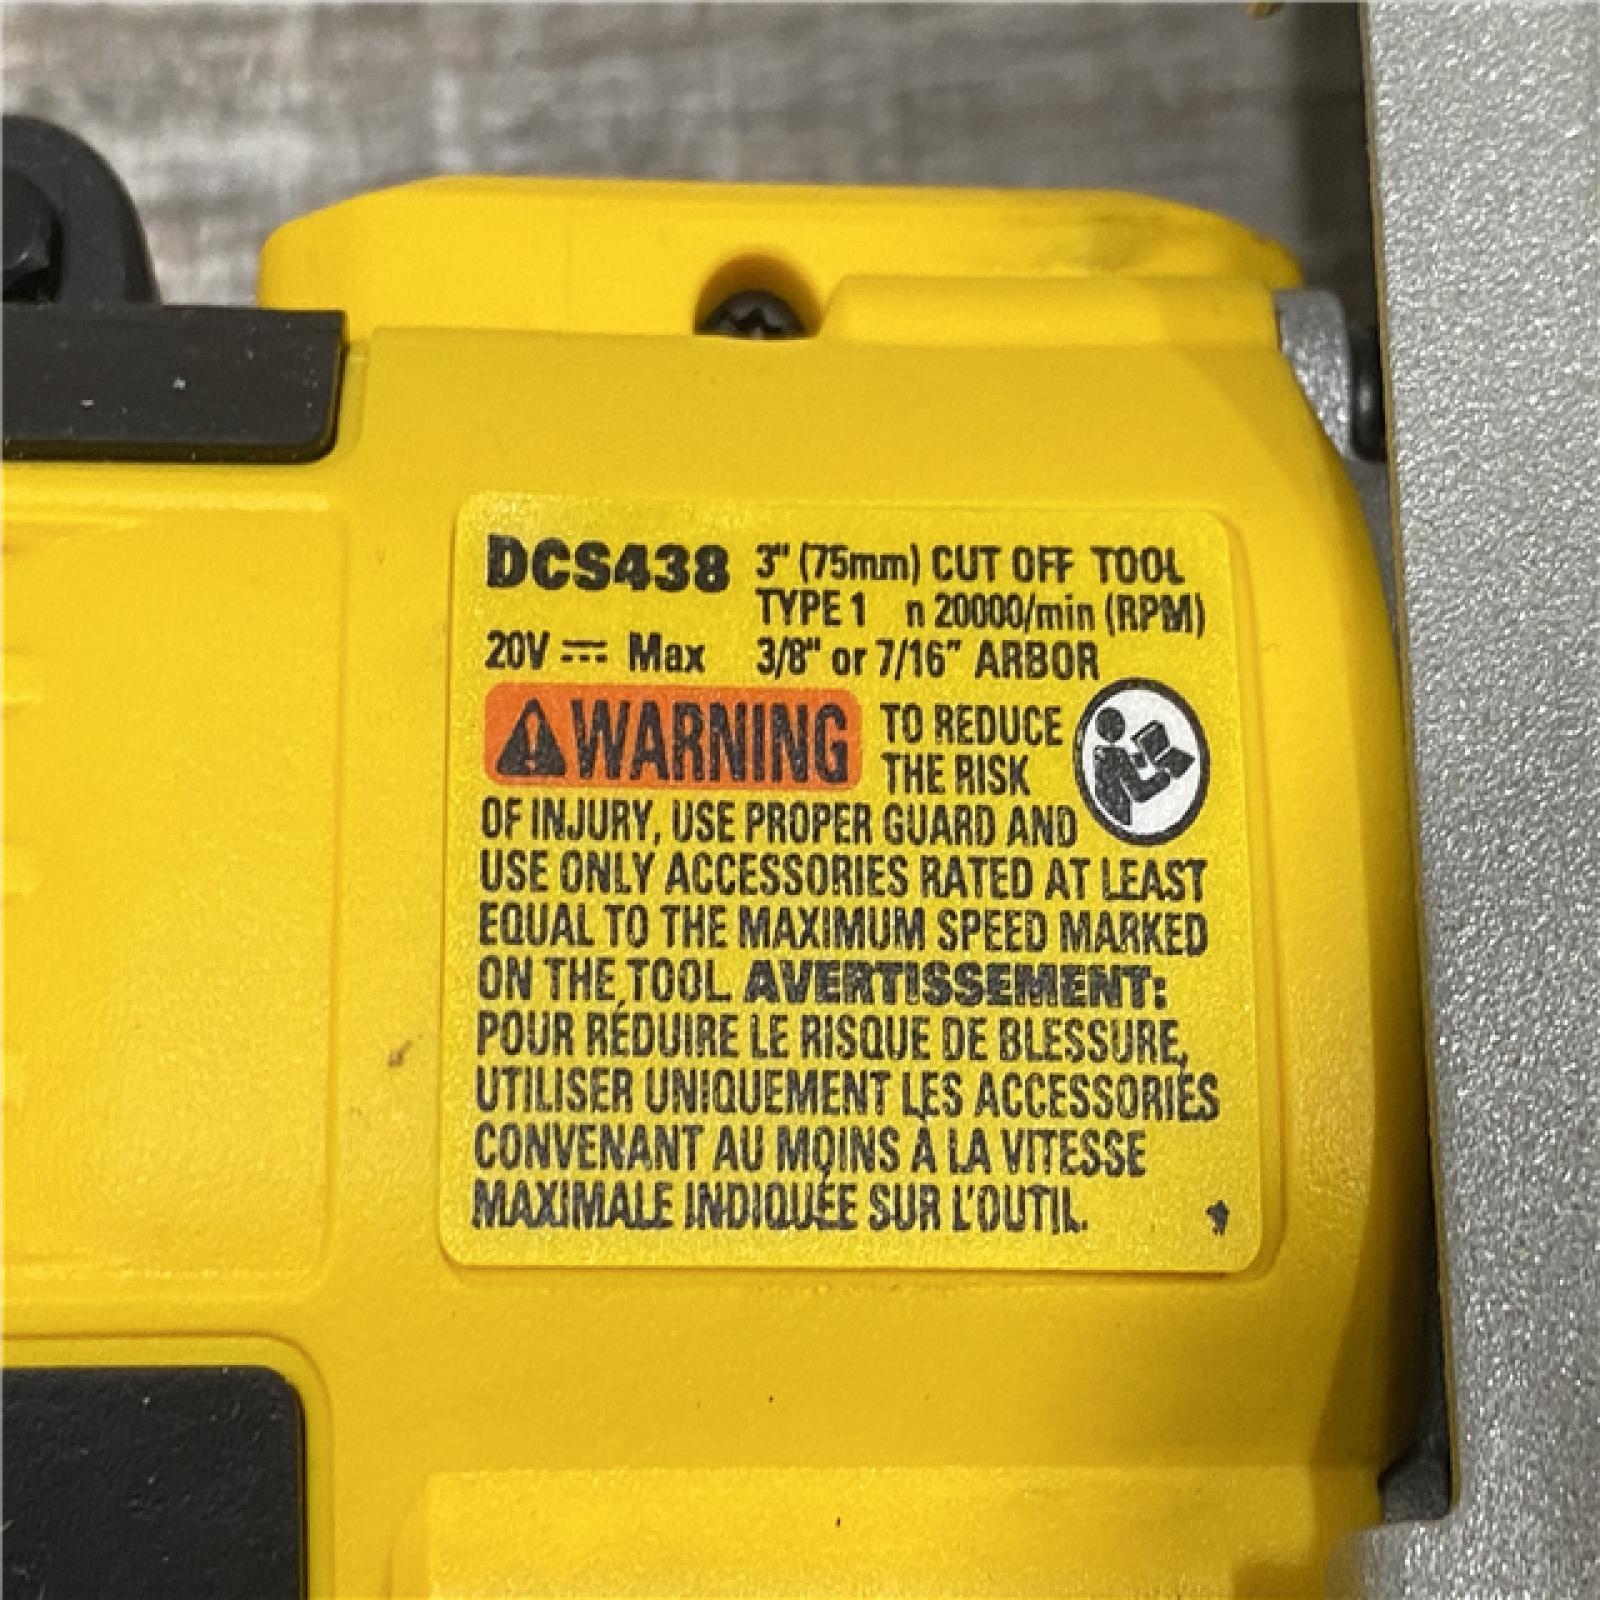 DCS438 3" (75mm) CUT OFF TOOL
TYPE 1 n 20000/min (RPM)
20V ⎓ Max 3/8" or 7/16" ARBOR
WARNING TO REDUCE
THE RISK
OF INJURY, USE PROPER GUARD AND
USE ONLY ACCESSORIES RATED AT LEAST
EQUAL TO THE MAXIMUM SPEED MARKED
ON THE TOOL. AVERTISSEMENT:
POUR RÉDUIRE LE RISQUE DE BLESSURE,
UTILISER UNIQUEMENT LES ACCESSORIES
CONVENANT AU MOINS À LA VITESSE
MAXIMALE INDIQUÉE SUR L'OUTIL.